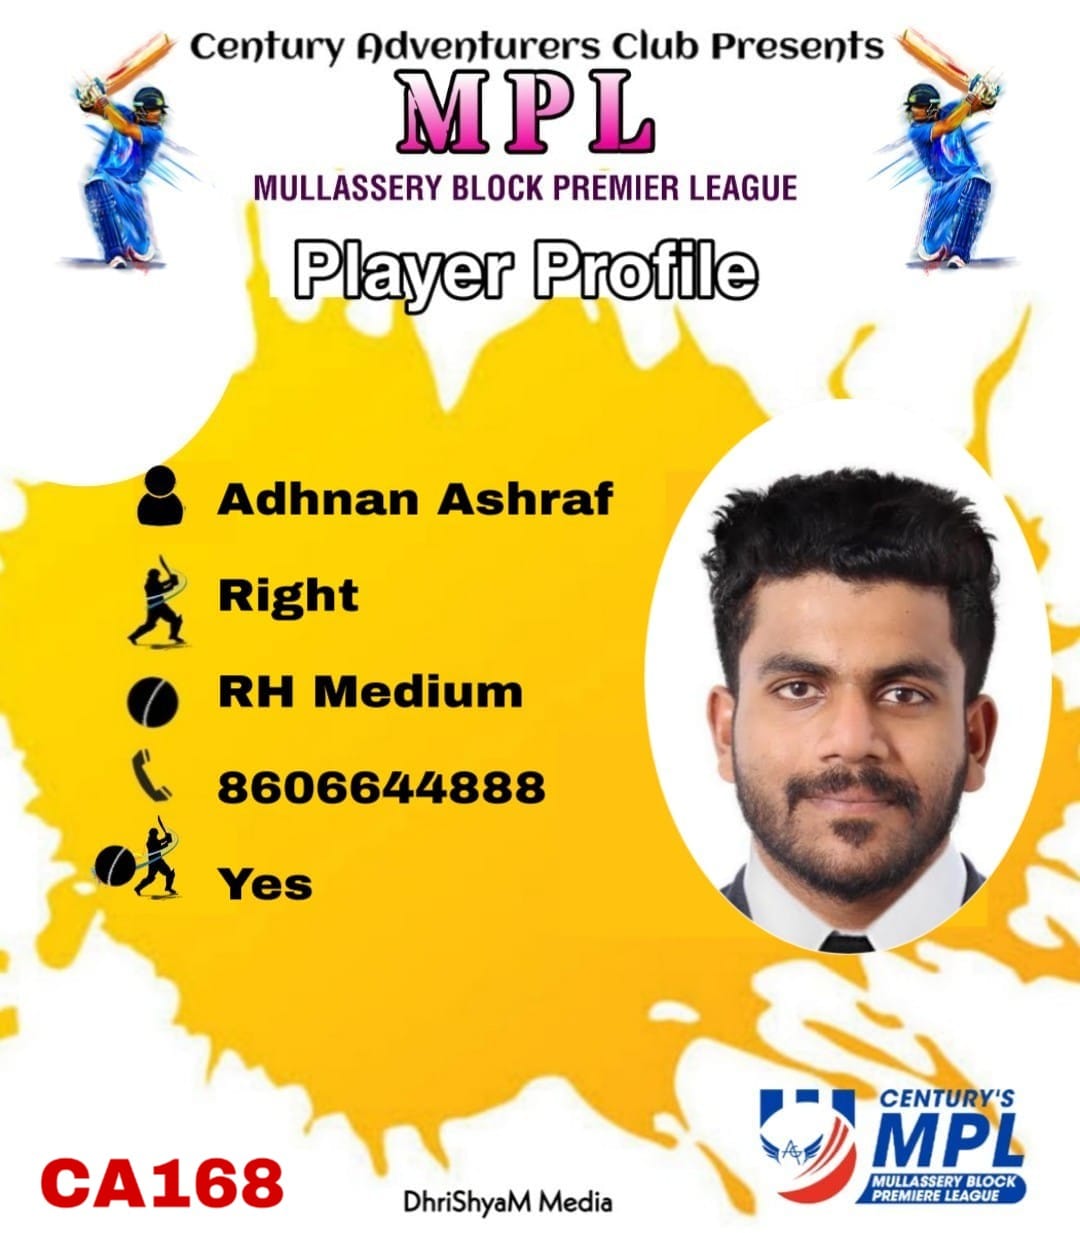 Century Adventurers Club Presents
MPL
MULLASSERY BLOCK PREMIER LEAGUE
Player Profile
Adhnan Ashraf
Right
RH Medium
8606644888
Yes
CA168
DhriShyaM Media
CENTURY'S
MPL
MULLASSERY BLOCK
PREMIERE LEAGUE